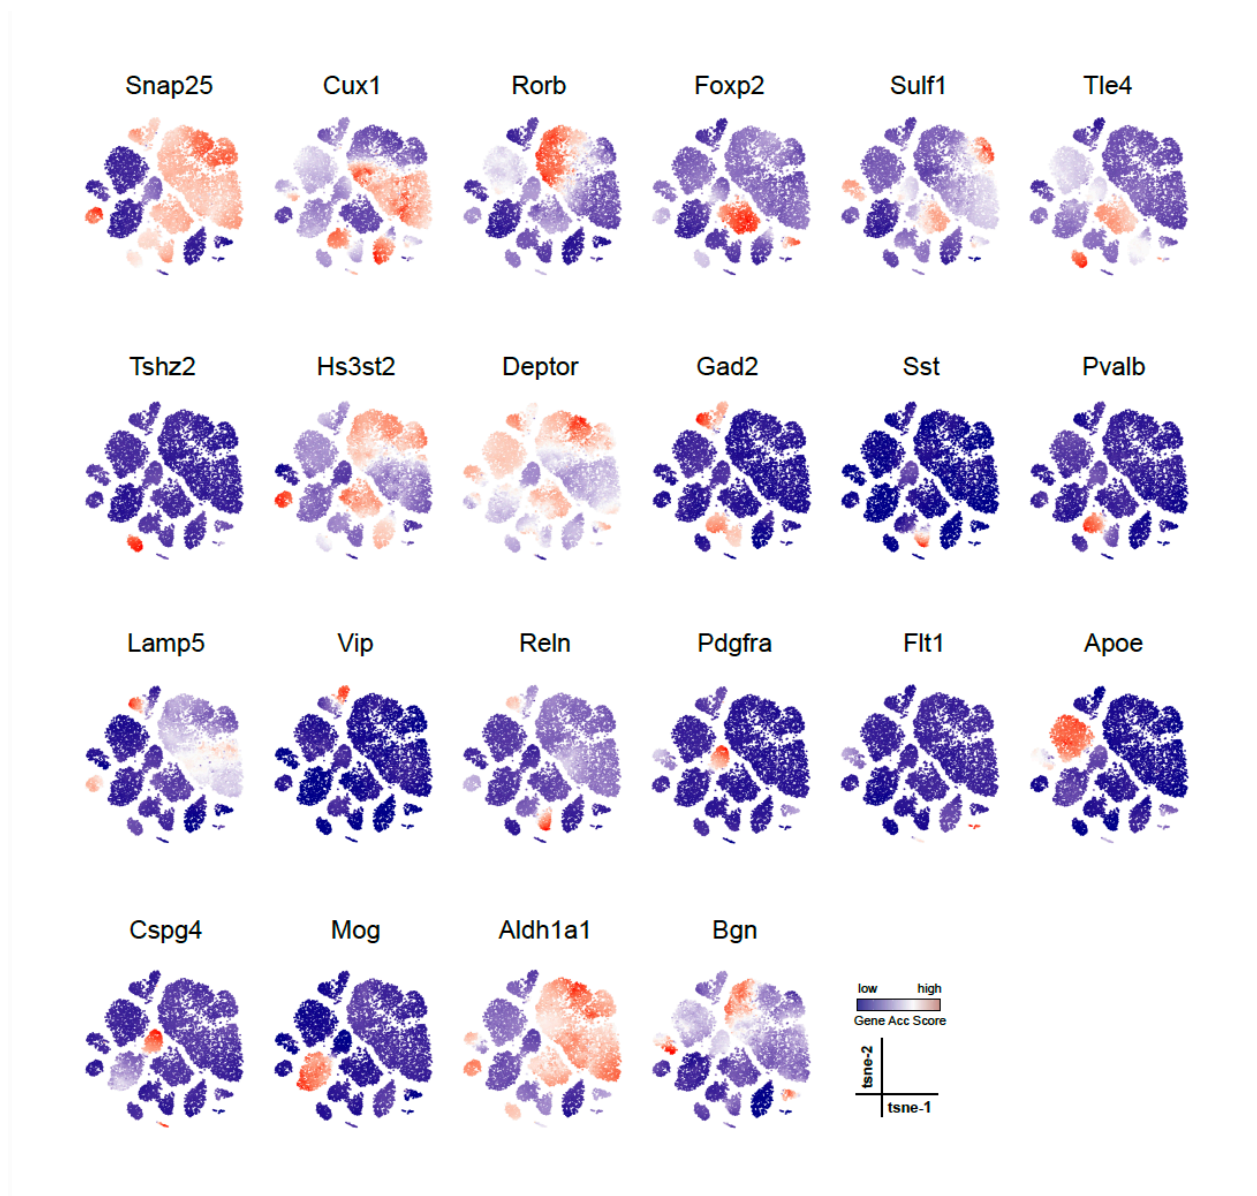 Snap25 Cux1 Rorb Foxp2 Sulf1 Tle4
Tshz2 Hs3st2 Deptor Gad2 Sst Pvalb
Lamp5 Vip Reln Pdgfra Flt1 Apoe
Cspg4 Mog Aldh1a1 Bgn
low high
Gene Acc Score
tsne-2
tsne-1